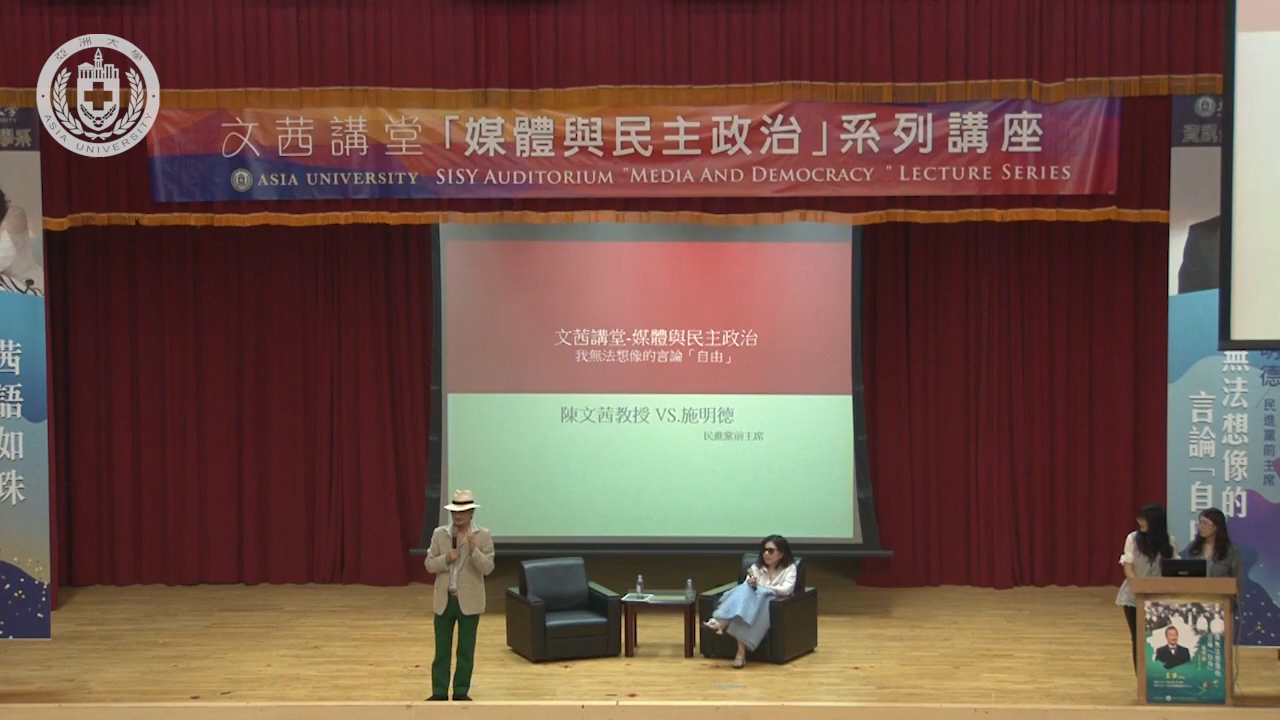 亞洲大學
ASIA UNIVERSITY
文茜講堂「媒體與民主政治」系列講座
ASIA UNIVERSITY SISY AUDITORIUM "MEDIA AND DEMOCRACY " LECTURE SERIES
文茜講堂-媒體與民主政治
我無法想像的言論「自由」
陳文茜教授 VS.施明德
民進黨前主席
茜語如珠
明德 民進黨前主席
無法想像的
言論「自